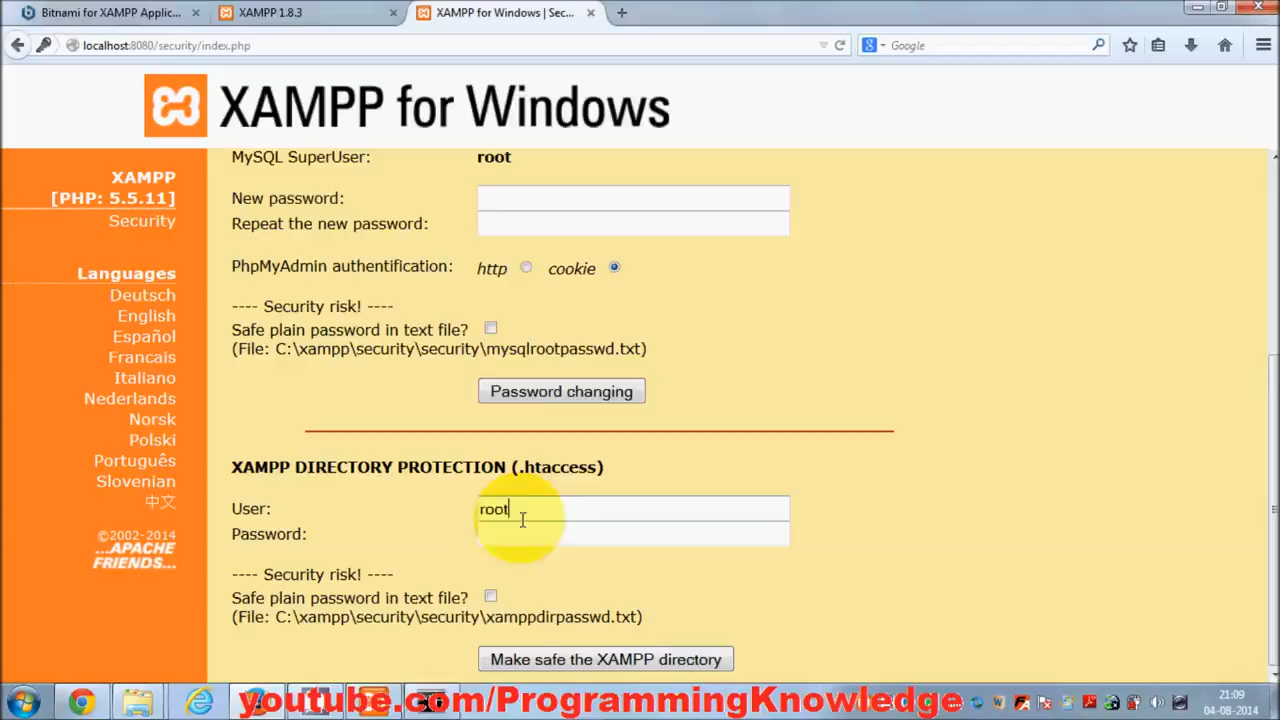 Bitnami for XAMPP Applic...
XAMPP 1.8.3
XAMPP for Windows | Sec...
localhost:8080/security/index.php
Google
XAMPP for Windows
XAMPP
[PHP: 5.5.11]
Security
Languages
Deutsch
English
Español
Francais
Italiano
Nederlands
Norsk
Polski
Português
Slovenian
中文
©2002-2014
...APACHE
FRIENDS...
MySQL SuperUser: root
New password:
Repeat the new password:
PhpMyAdmin authentification: http cookie
---- Security risk! ----
Safe plain password in text file?
(File: C:\xampp\security\security\mysqlrootpasswd.txt)
Password changing
XAMPP DIRECTORY PROTECTION (.htaccess)
User: root
Password:
---- Security risk! ----
Safe plain password in text file?
(File: C:\xampp\security\security\xamppdirpasswd.txt)
Make safe the XAMPP directory
youtube.com/ProgrammingKnowledge
21:09
04-08-2014